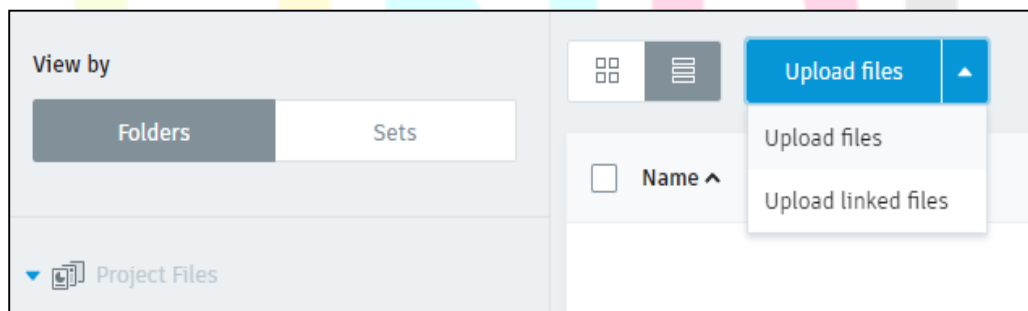 View by
Folders
Sets
Project Files
Upload files
Upload files
Upload linked files
Name